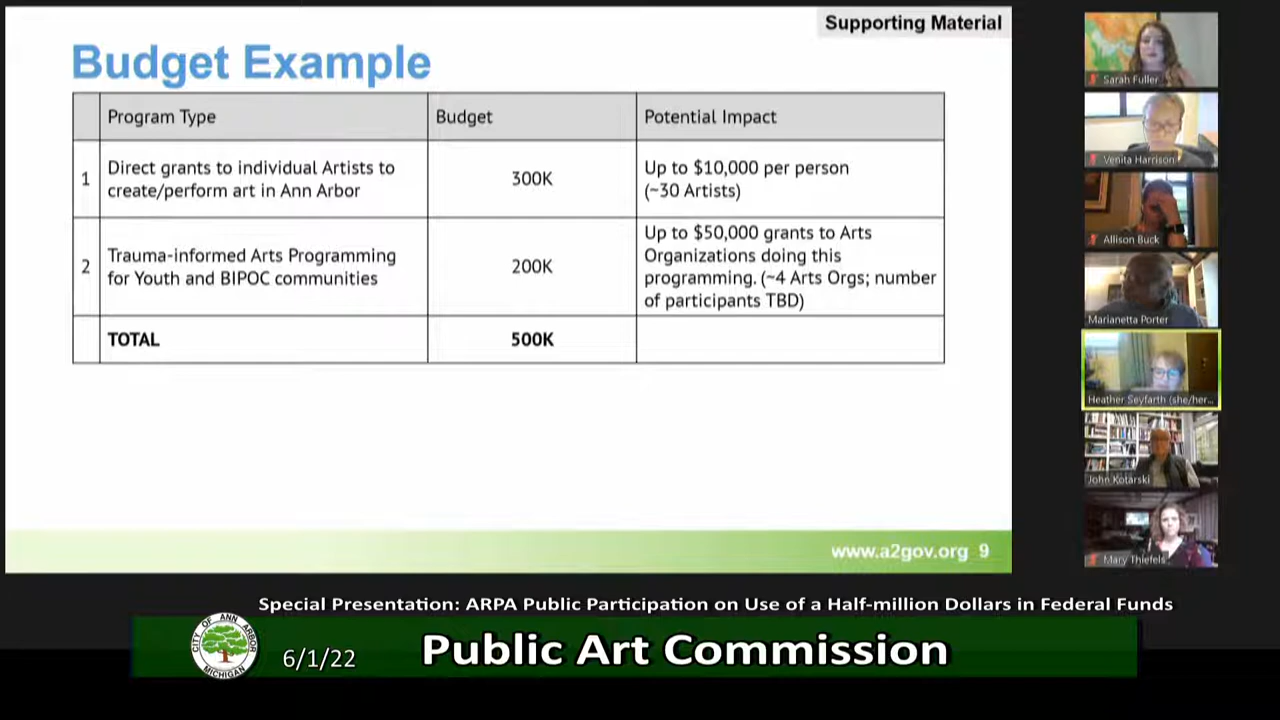 Supporting Material
Budget Example
Program Type
Budget
Potential Impact
1
Direct grants to individual Artists to
create/perform art in Ann Arbor
300K
Up to $10,000 per person
(~30 Artists)
2
Trauma-informed Arts Programming
for Youth and BIPOC communities
200K
Up to $50,000 grants to Arts
Organizations doing this
programming. (~4 Arts Orgs; number
of participants TBD)
TOTAL
500K
www.a2gov.org 9
Sarah Fuller
Venita Harrison
Allison Buck
Marianetta Porter
Heather Seyfarth (she/her...
John Kotarski
Mary Thiefels
Special Presentation: ARPA Public Participation on Use of a Half-million Dollars in Federal Funds
CITY OF ANN ARBOR
MICHIGAN
6/1/22
Public Art Commission